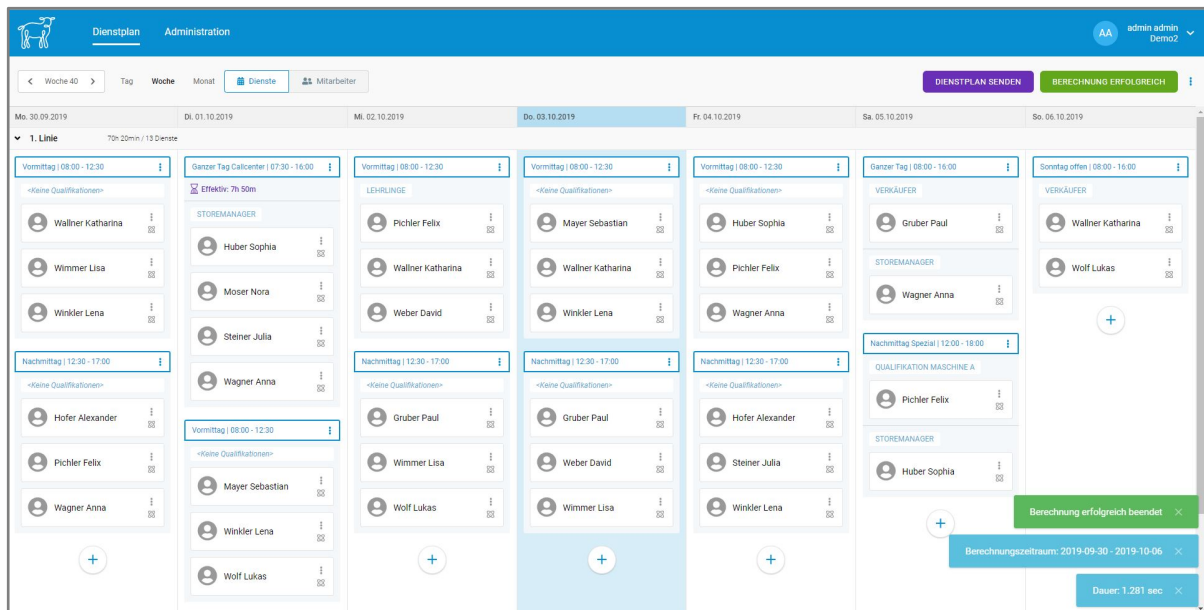 Dienstplan
Administration
AA
admin admin
Demo2
Woche 40
Tag
Woche
Monat
Dienste
Mitarbeiter
DIENSTPLAN SENDEN
BERECHNUNG ERFOLGREICH
Mo. 30.09.2019
Di. 01.10.2019
Mi. 02.10.2019
Do. 03.10.2019
Fr. 04.10.2019
Sa. 05.10.2019
So. 06.10.2019
1. Linie
70h 20min / 13 Dienste
Vormittag | 08:00 - 12:30
<Keine Qualifikationen>
Wallner Katharina
Wimmer Lisa
Winkler Lena
Nachmittag | 12:30 - 17:00
<Keine Qualifikationen>
Hofer Alexander
Pichler Felix
Wagner Anna
Ganzer Tag Callcenter | 07:30 - 16:00
Effektiv: 7h 50m
STOREMANAGER
Huber Sophia
Moser Nora
Steiner Julia
Wagner Anna
Vormittag | 08:00 - 12:30
<Keine Qualifikationen>
Mayer Sebastian
Winkler Lena
Wolf Lukas
Vormittag | 08:00 - 12:30
LEHRLINGE
Pichler Felix
Wallner Katharina
Weber David
Nachmittag | 12:30 - 17:00
<Keine Qualifikationen>
Gruber Paul
Wimmer Lisa
Wolf Lukas
Vormittag | 08:00 - 12:30
<Keine Qualifikationen>
Mayer Sebastian
Wallner Katharina
Winkler Lena
Nachmittag | 12:30 - 17:00
<Keine Qualifikationen>
Gruber Paul
Weber David
Wimmer Lisa
Vormittag | 08:00 - 12:30
<Keine Qualifikationen>
Huber Sophia
Pichler Felix
Wagner Anna
Nachmittag | 12:30 - 17:00
<Keine Qualifikationen>
Hofer Alexander
Steiner Julia
Winkler Lena
Ganzer Tag | 08:00 - 16:00
VERKÄUFER
Gruber Paul
STOREMANAGER
Wagner Anna
Nachmittag Spezial | 12:00 - 18:00
QUALIFIKATION MASCHINE A
Pichler Felix
STOREMANAGER
Huber Sophia
Sonntag offen | 08:00 - 16:00
VERKÄUFER
Wallner Katharina
Wolf Lukas
Berechnung erfolgreich beendet
Berechnungszeitraum: 2019-09-30 - 2019-10-06
Dauer: 1.281 sec